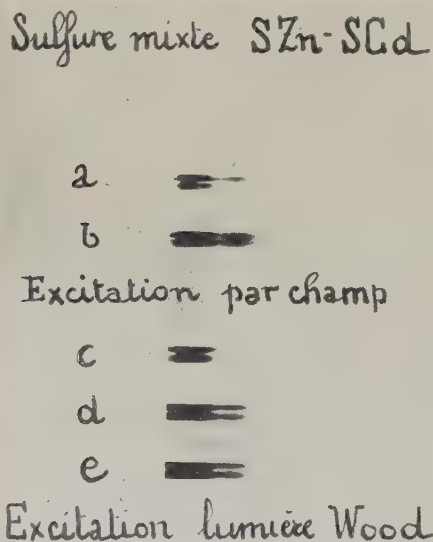 Sulfure mixte SZn-SCd
a
b
Excitation par champ
c
d
e
Excitation lumière Wood